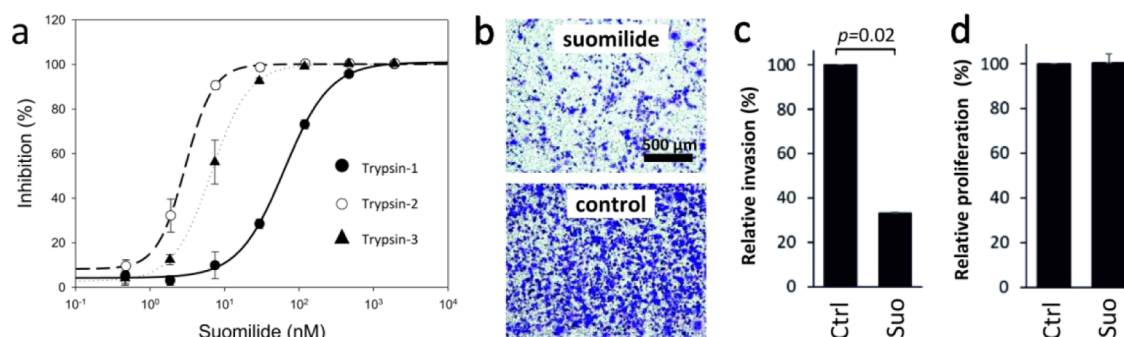 a
Inhibition (%)
120
100
80
60
40
20
0
Trypsin-1
Trypsin-2
Trypsin-3
10-1 100 101 102 103 104
Suomilide (nM)
b
suomilide
500 µm
control
c
p=0.02
Relative invasion (%)
100
80
60
40
20
0
Ctrl
Suo
d
Relative proliferation (%)
100
80
60
40
20
0
Ctrl
Suo